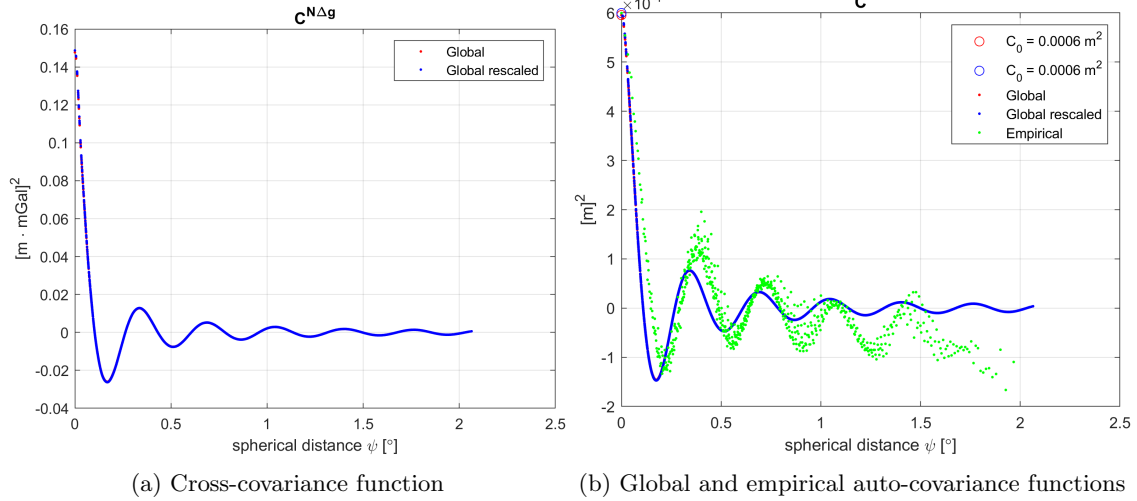 C^{NΔg}
0.16
0.14
0.12
0.1
0.08
0.06
0.04
0.02
0
-0.02
-0.04
[m · mGal]²
0 0.5 1 1.5 2 2.5
spherical distance ψ [°]
Global
Global rescaled
(a) Cross-covariance function
6
5
4
3
2
1
0
-1
-2
[m]²
0 0.5 1 1.5 2 2.5
spherical distance ψ [°]
C₀ = 0.0006 m²
C₀ = 0.0006 m²
Global
Global rescaled
Empirical
(b) Global and empirical auto-covariance functions